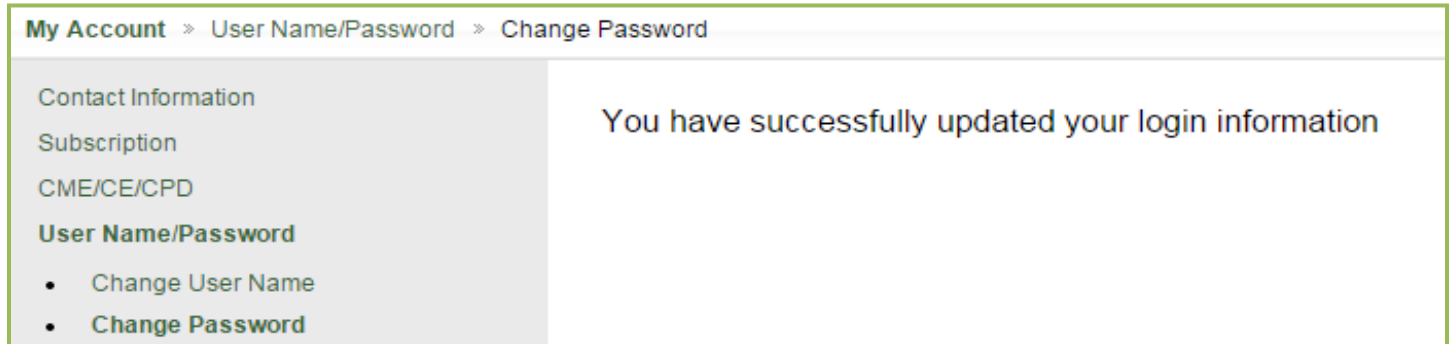 My Account » User Name/Password » Change Password
Contact Information
Subscription
CME/CE/CPD
User Name/Password
• Change User Name
• Change Password
You have successfully updated your login information